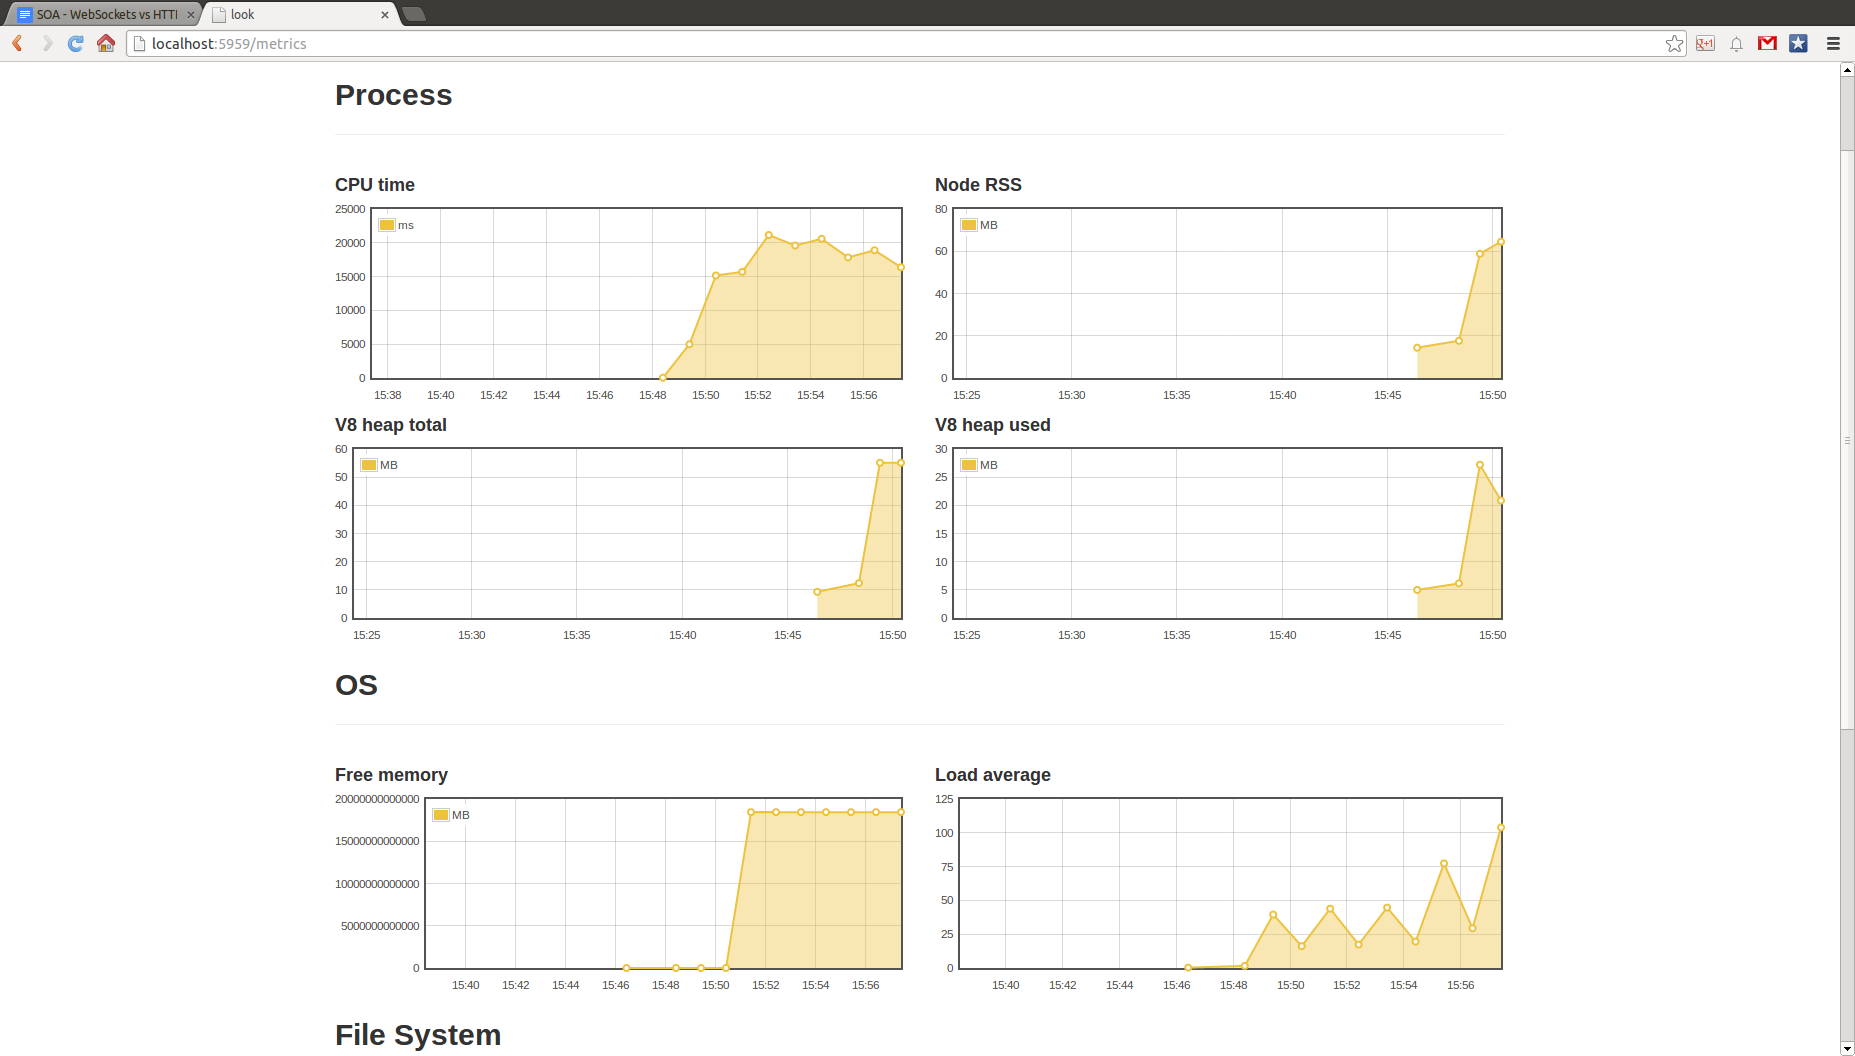 SOA - WebSockets vs HTTI
look
localhost:5959/metrics
Process
CPU time
Node RSS
25000
20000
15000
10000
5000
0
ms
15:38 15:40 15:42 15:44 15:46 15:48 15:50 15:52 15:54 15:56
80
60
40
20
0
MB
15:25 15:30 15:35 15:40 15:45 15:50
V8 heap total
V8 heap used
60
50
40
30
20
10
0
MB
15:25 15:30 15:35 15:40 15:45 15:50
30
25
20
15
10
5
0
MB
15:25 15:30 15:35 15:40 15:45 15:50
OS
Free memory
Load average
20000000000000
15000000000000
10000000000000
5000000000000
0
MB
15:40 15:42 15:44 15:46 15:48 15:50 15:52 15:54 15:56
125
100
75
50
25
0
15:40 15:42 15:44 15:46 15:48 15:50 15:52 15:54 15:56
File System